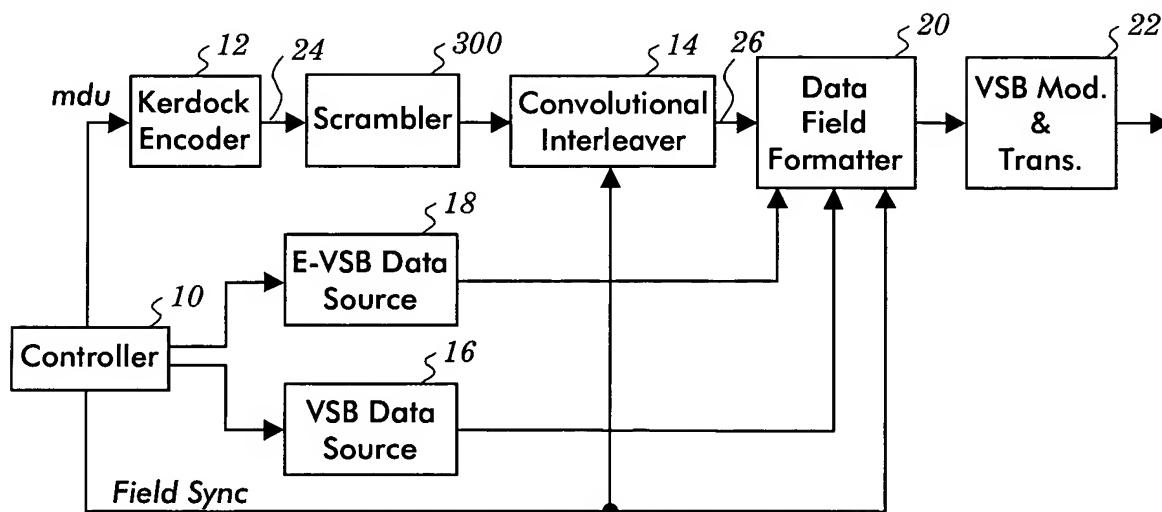 12
24
300
14
26
20
22
mdu
Kerdock
Encoder
Scrambler
Convolutional
Interleaver
Data
Field
Formatter
VSB Mod.
&
Trans.
18
E-VSB Data
Source
10
Controller
16
VSB Data
Source
Field Sync